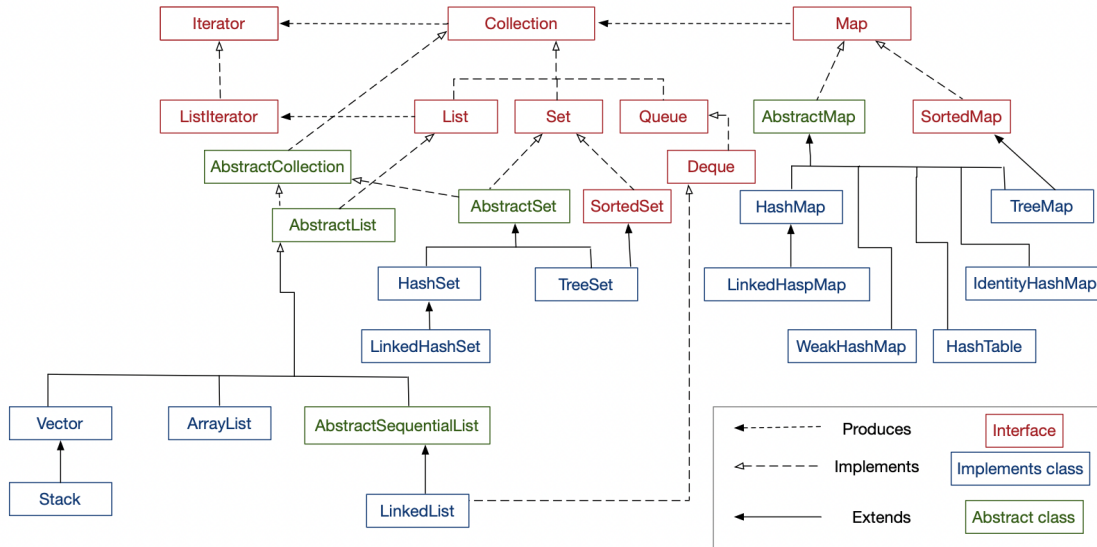 Iterator
Collection
Map
ListIterator
List
Set
Queue
AbstractMap
SortedMap
AbstractCollection
Deque
AbstractList
AbstractSet
SortedSet
HashMap
TreeMap
HashSet
TreeSet
LinkedHaspMap
IdentityHashMap
LinkedHashSet
WeakHashMap
HashTable
Vector
ArrayList
AbstractSequentialList
Stack
LinkedList
Produces
Interface
Implements
Implements class
Extends
Abstract class